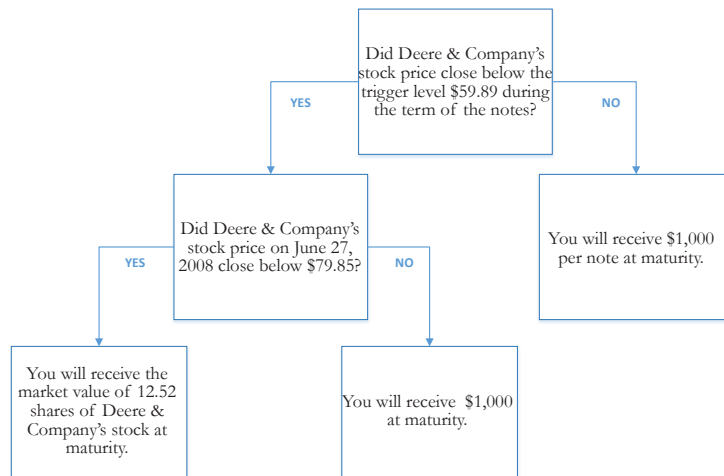 Did Deere & Company's
stock price close below the
trigger level $59.89 during
the term of the notes?
YES
NO
Did Deere & Company's
stock price on June 27,
2008 close below $79.85?
You will receive $1,000
per note at maturity.
YES
NO
You will receive the
market value of 12.52
shares of Deere &
Company's stock at
maturity.
You will receive $1,000
at maturity.